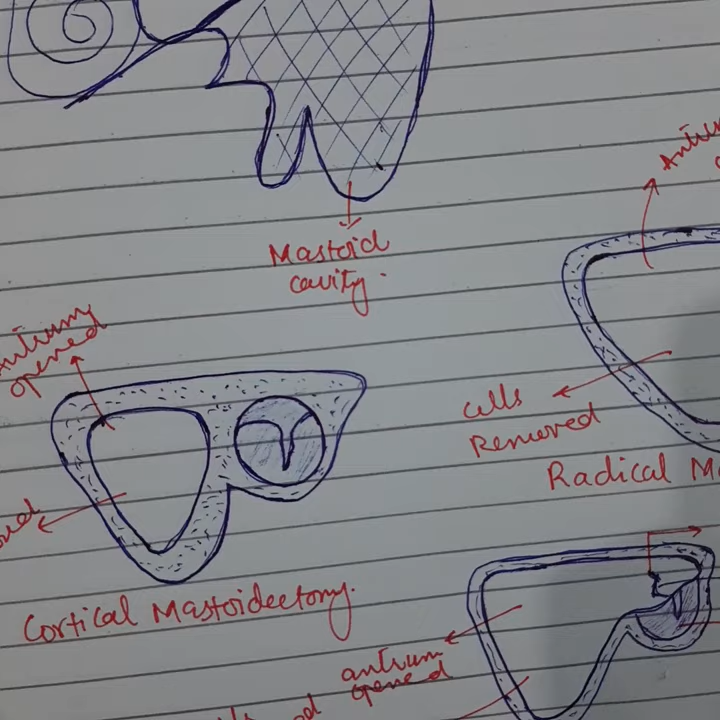 Mastoid
cavity.
Antrum
opened
Cells
Removed
Radical M
Cortical Mastoidectomy.
antrum
opened